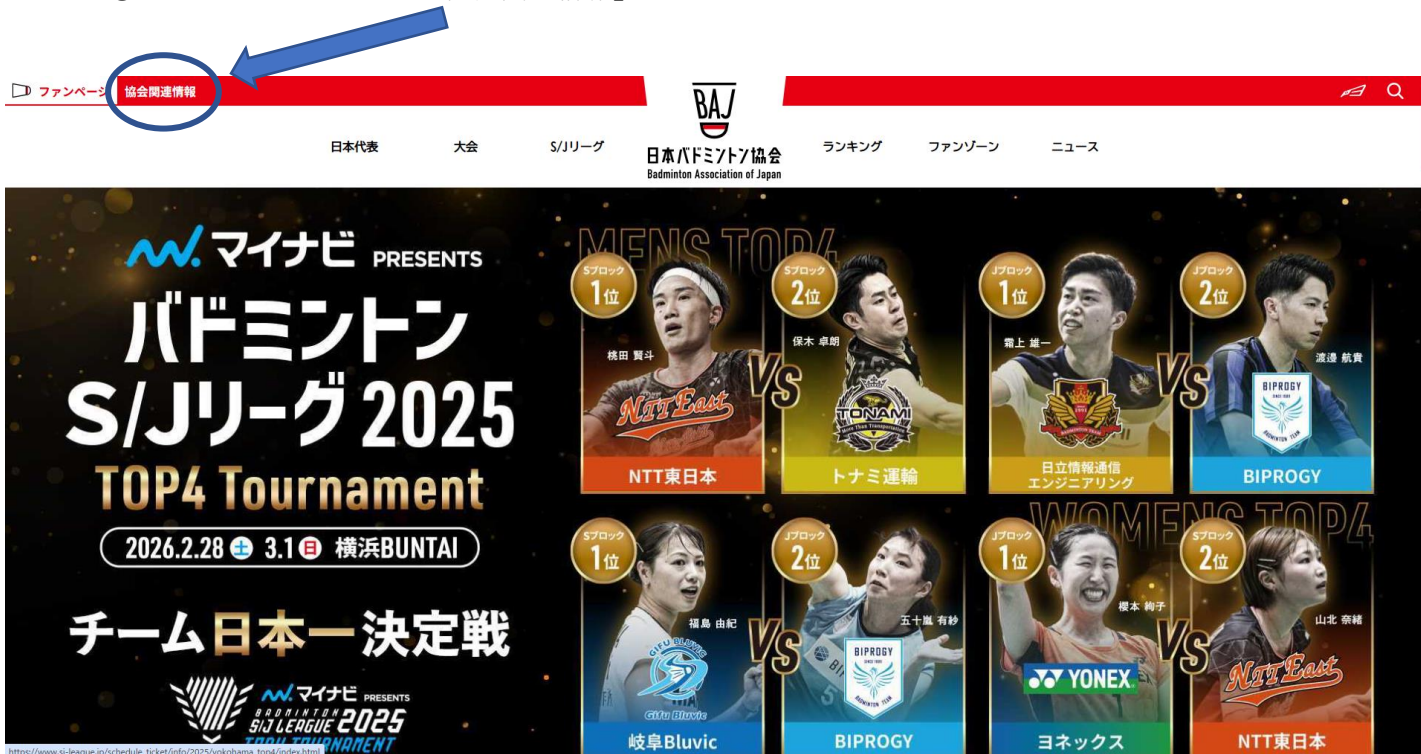 ファンページ 協会関連情報
BAJ
日本バドミントン協会
Badminton Association of Japan
日本代表 大会 S/Jリーグ ランキング ファンゾーン ニュース
マイナビ PRESENTS
バドミントン
S/Jリーグ 2025
TOP4 Tournament
2026.2.28 土 3.1 日 横浜BUNTAI
チーム日本一決定戦
マイナビ PRESENTS
BADMINTON
S/J LEAGUE 2025
TOP4 TOURNAMENT
MENS TOP4
Sブロック
1位
桃田 賢斗
NTT East
NTT東日本
VS
Sブロック
2位
保木 卓朗
TONAMI
More Than Transportation
トナミ運輸
Jブロック
1位
霜上 雄一
日立情報通信
エンジニアリング
VS
Jブロック
2位
渡邉 航貴
BIPROGY
BADMINTON TEAM
BIPROGY
WOMENS TOP4
Sブロック
1位
福島 由紀
GIFU BLUVIC
Gifu Bluvic
岐阜Bluvic
VS
Jブロック
2位
五十嵐 有紗
BIPROGY
BADMINTON TEAM
BIPROGY
Jブロック
1位
櫻本 絢子
YONEX
ヨネックス
VS
Sブロック
2位
山北 奈緒
NTT East
NTT東日本
https://www.sj-league.jp/schedule_ticket/info/2025/yokohama_top4/index.html